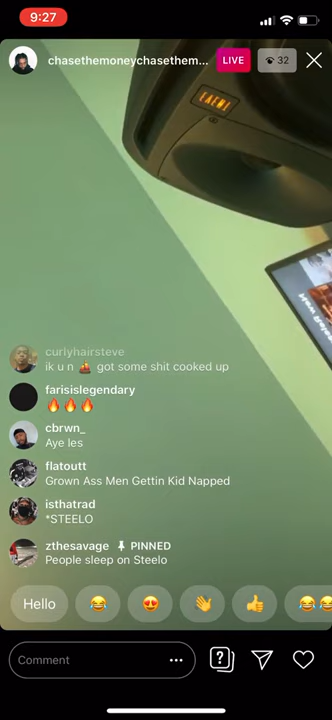 9:27
chasethemoneychasethem...
LIVE
32
curlyhairsteve
ik u n 🌋 got some shit cooked up
farisislegendary
🔥🔥🔥
cbrwn_
Aye les
flatoutt
Grown Ass Men Gettin Kid Napped
isthatrad
*STEELO
zthesavage PINNED
People sleep on Steelo
Hello 😂 😍 👋 👍 😂😂
Comment ...